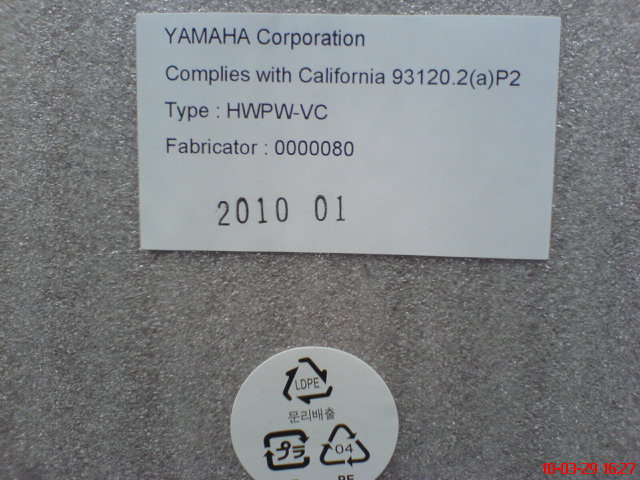 YAMAHA Corporation
Complies with California 93120.2(a)P2
Type : HWPW-VC
Fabricator : 0000080
2010 01
LDPE
분리배출
プラ
04
PE
10-03-29 16:27